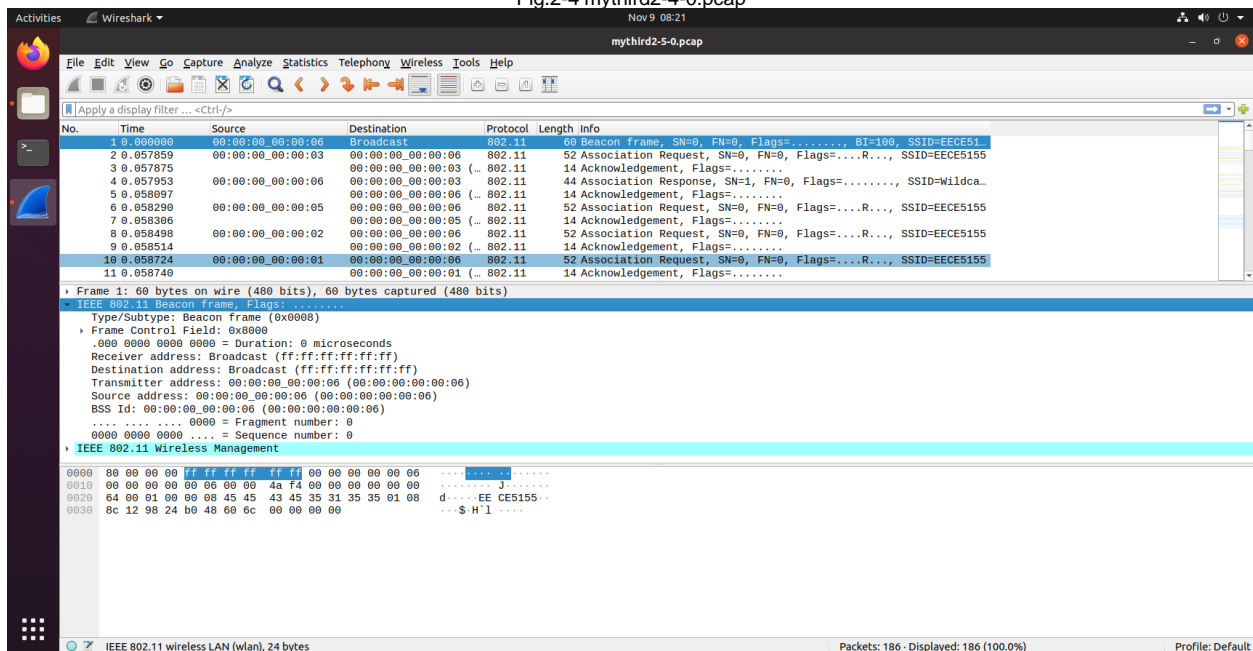 Fig.2-4 mythird2-4-0.pcap
Activities Wireshark Nov 9 08:21
mythird2-5-0.pcap
File Edit View Go Capture Analyze Statistics Telephony Wireless Tools Help
Apply a display filter … <Ctrl-/>
No. Time Source Destination Protocol Length Info
1 0.000000 00:00:00_00:00:06 Broadcast 802.11 60 Beacon frame, SN=0, FN=0, Flags=........, BI=100, SSID=EECE51…
2 0.057859 00:00:00_00:00:03 00:00:00_00:00:06 802.11 52 Association Request, SN=0, FN=0, Flags=....R..., SSID=EECE5155
3 0.057875 00:00:00_00:00:03 (… 802.11 14 Acknowledgement, Flags=........
4 0.057953 00:00:00_00:00:06 00:00:00_00:00:03 802.11 44 Association Response, SN=1, FN=0, Flags=........, SSID=Wildca…
5 0.058097 00:00:00_00:00:06 (… 802.11 14 Acknowledgement, Flags=........
6 0.058290 00:00:00_00:00:05 00:00:00_00:00:06 802.11 52 Association Request, SN=0, FN=0, Flags=....R..., SSID=EECE5155
7 0.058306 00:00:00_00:00:05 (… 802.11 14 Acknowledgement, Flags=........
8 0.058498 00:00:00_00:00:02 00:00:00_00:00:06 802.11 52 Association Request, SN=0, FN=0, Flags=....R..., SSID=EECE5155
9 0.058514 00:00:00_00:00:02 (… 802.11 14 Acknowledgement, Flags=........
10 0.058724 00:00:00_00:00:01 00:00:00_00:00:06 802.11 52 Association Request, SN=0, FN=0, Flags=....R..., SSID=EECE5155
11 0.058740 00:00:00_00:00:01 (… 802.11 14 Acknowledgement, Flags=........
Frame 1: 60 bytes on wire (480 bits), 60 bytes captured (480 bits)
IEEE 802.11 Beacon frame, Flags: ........
Type/Subtype: Beacon frame (0x0008)
Frame Control Field: 0x8000
.000 0000 0000 0000 = Duration: 0 microseconds
Receiver address: Broadcast (ff:ff:ff:ff:ff:ff)
Destination address: Broadcast (ff:ff:ff:ff:ff:ff)
Transmitter address: 00:00:00_00:00:06 (00:00:00:00:00:06)
Source address: 00:00:00_00:00:06 (00:00:00:00:00:06)
BSS Id: 00:00:00_00:00:06 (00:00:00:00:00:06)
.... .... .... 0000 = Fragment number: 0
0000 0000 0000 .... = Sequence number: 0
IEEE 802.11 Wireless Management
0000 80 00 00 00 ff ff ff ff ff ff 00 00 00 00 00 06 ········ ········
0010 00 00 00 00 00 06 00 00 4a f4 00 00 00 00 00 00 ········ J·······
0020 64 00 01 00 00 08 45 45 43 45 35 31 35 35 01 08 d·····EE CE5155··
0030 8c 12 98 24 b0 48 60 6c 00 00 00 00 ···$·H`l ····
IEEE 802.11 wireless LAN (wlan), 24 bytes Packets: 186 · Displayed: 186 (100.0%) Profile: Default